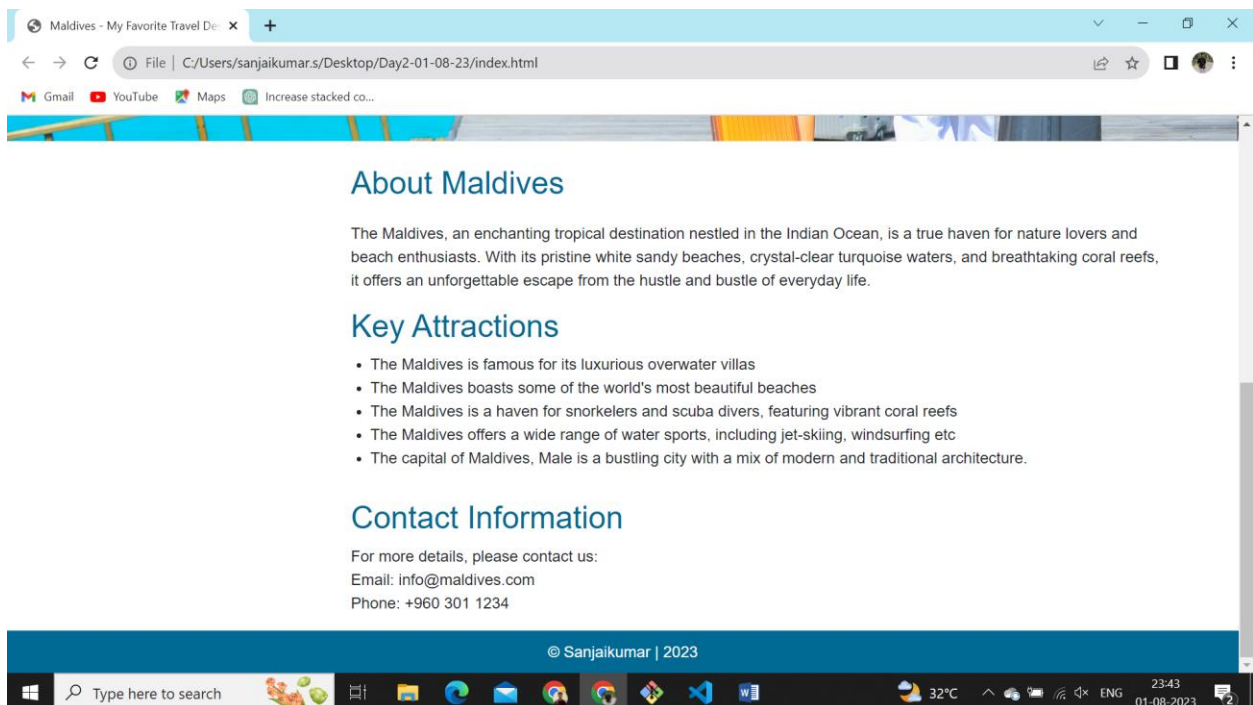 Maldives - My Favorite Travel De
File | C:/Users/sanjaikumar.s/Desktop/Day2-01-08-23/index.html
Gmail YouTube Maps Increase stacked co...
About Maldives
The Maldives, an enchanting tropical destination nestled in the Indian Ocean, is a true haven for nature lovers and
beach enthusiasts. With its pristine white sandy beaches, crystal-clear turquoise waters, and breathtaking coral reefs,
it offers an unforgettable escape from the hustle and bustle of everyday life.
Key Attractions
• The Maldives is famous for its luxurious overwater villas
• The Maldives boasts some of the world's most beautiful beaches
• The Maldives is a haven for snorkelers and scuba divers, featuring vibrant coral reefs
• The Maldives offers a wide range of water sports, including jet-skiing, windsurfing etc
• The capital of Maldives, Male is a bustling city with a mix of modern and traditional architecture.
Contact Information
For more details, please contact us:
Email: info@maldives.com
Phone: +960 301 1234
© Sanjaikumar | 2023
Type here to search 32°C ENG 23:43
01-08-2023 2